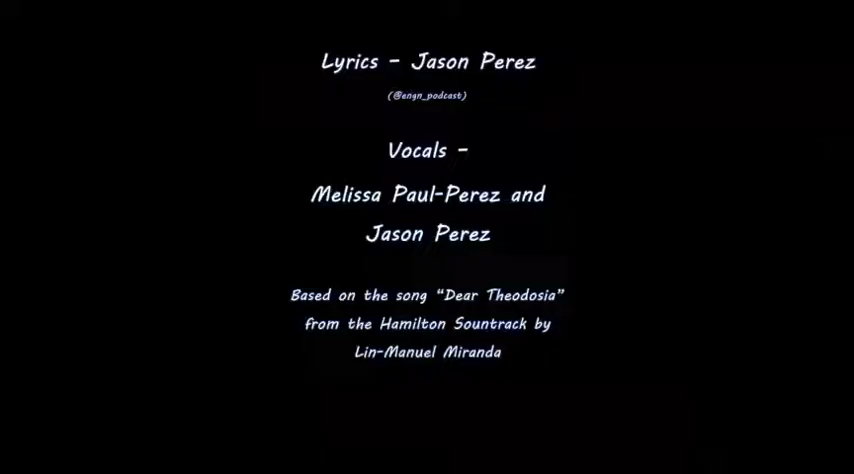 Lyrics - Jason Perez
(@engn_podcast)
Vocals -
Melissa Paul-Perez and
Jason Perez
Based on the song “Dear Theodosia”
from the Hamilton Sountrack by
Lin-Manuel Miranda